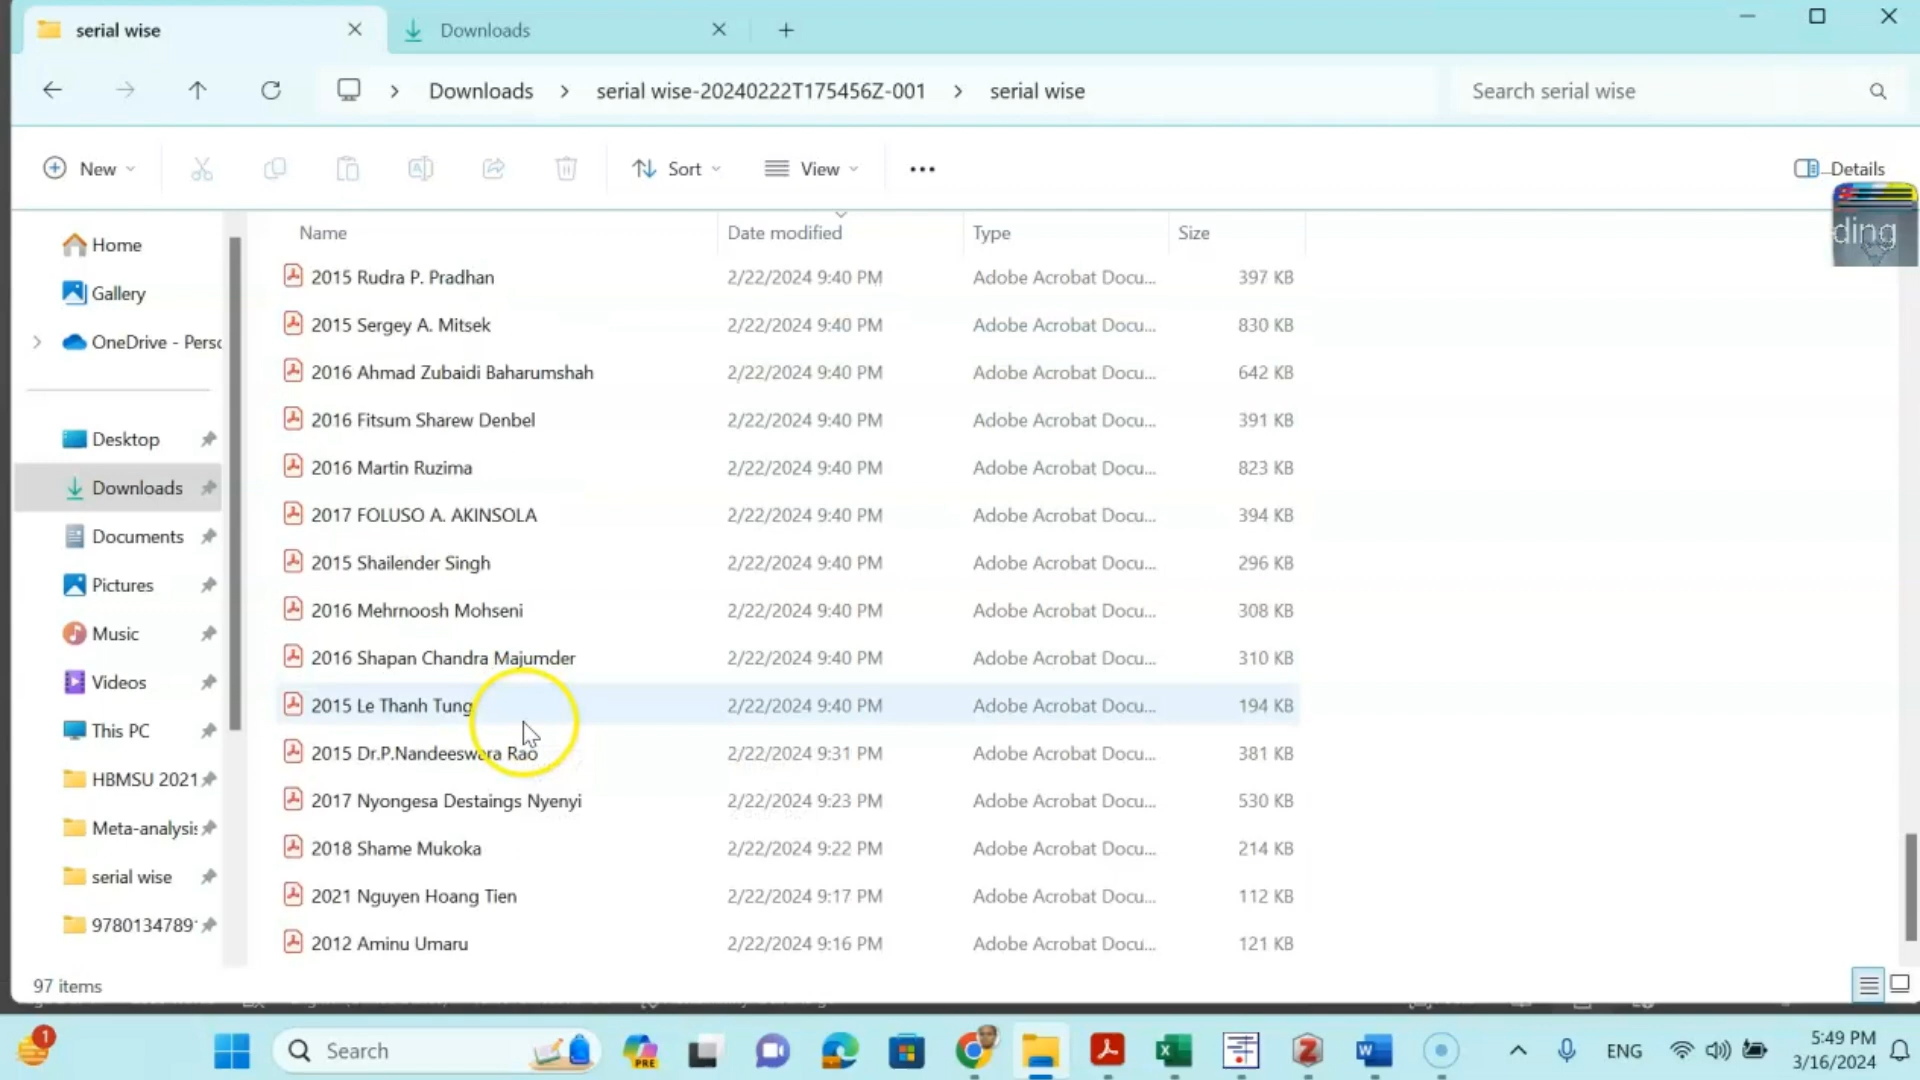 serial wise
Downloads
Downloads > serial wise-20240222T175456Z-001 > serial wise
Search serial wise
New
Sort
View
Details
ding
Name Date modified Type Size
2015 Rudra P. Pradhan 2/22/2024 9:40 PM Adobe Acrobat Docu... 397 KB
2015 Sergey A. Mitsek 2/22/2024 9:40 PM Adobe Acrobat Docu... 830 KB
2016 Ahmad Zubaidi Baharumshah 2/22/2024 9:40 PM Adobe Acrobat Docu... 642 KB
2016 Fitsum Sharew Denbel 2/22/2024 9:40 PM Adobe Acrobat Docu... 391 KB
2016 Martin Ruzima 2/22/2024 9:40 PM Adobe Acrobat Docu... 823 KB
2017 FOLUSO A. AKINSOLA 2/22/2024 9:40 PM Adobe Acrobat Docu... 394 KB
2015 Shailender Singh 2/22/2024 9:40 PM Adobe Acrobat Docu... 296 KB
2016 Mehrnoosh Mohseni 2/22/2024 9:40 PM Adobe Acrobat Docu... 308 KB
2016 Shapan Chandra Majumder 2/22/2024 9:40 PM Adobe Acrobat Docu... 310 KB
2015 Le Thanh Tung 2/22/2024 9:40 PM Adobe Acrobat Docu... 194 KB
2015 Dr.P.Nandeeswara Rao 2/22/2024 9:31 PM Adobe Acrobat Docu... 381 KB
2017 Nyongesa Destaings Nyenyi 2/22/2024 9:23 PM Adobe Acrobat Docu... 530 KB
2018 Shame Mukoka 2/22/2024 9:22 PM Adobe Acrobat Docu... 214 KB
2021 Nguyen Hoang Tien 2/22/2024 9:17 PM Adobe Acrobat Docu... 112 KB
2012 Aminu Umaru 2/22/2024 9:16 PM Adobe Acrobat Docu... 121 KB
Home
Gallery
OneDrive - Perso
Desktop
Downloads
Documents
Pictures
Music
Videos
This PC
HBMSU 2021
Meta-analysis
serial wise
9780134789
97 items
1
Search
PRE
ENG
5:49 PM
3/16/2024